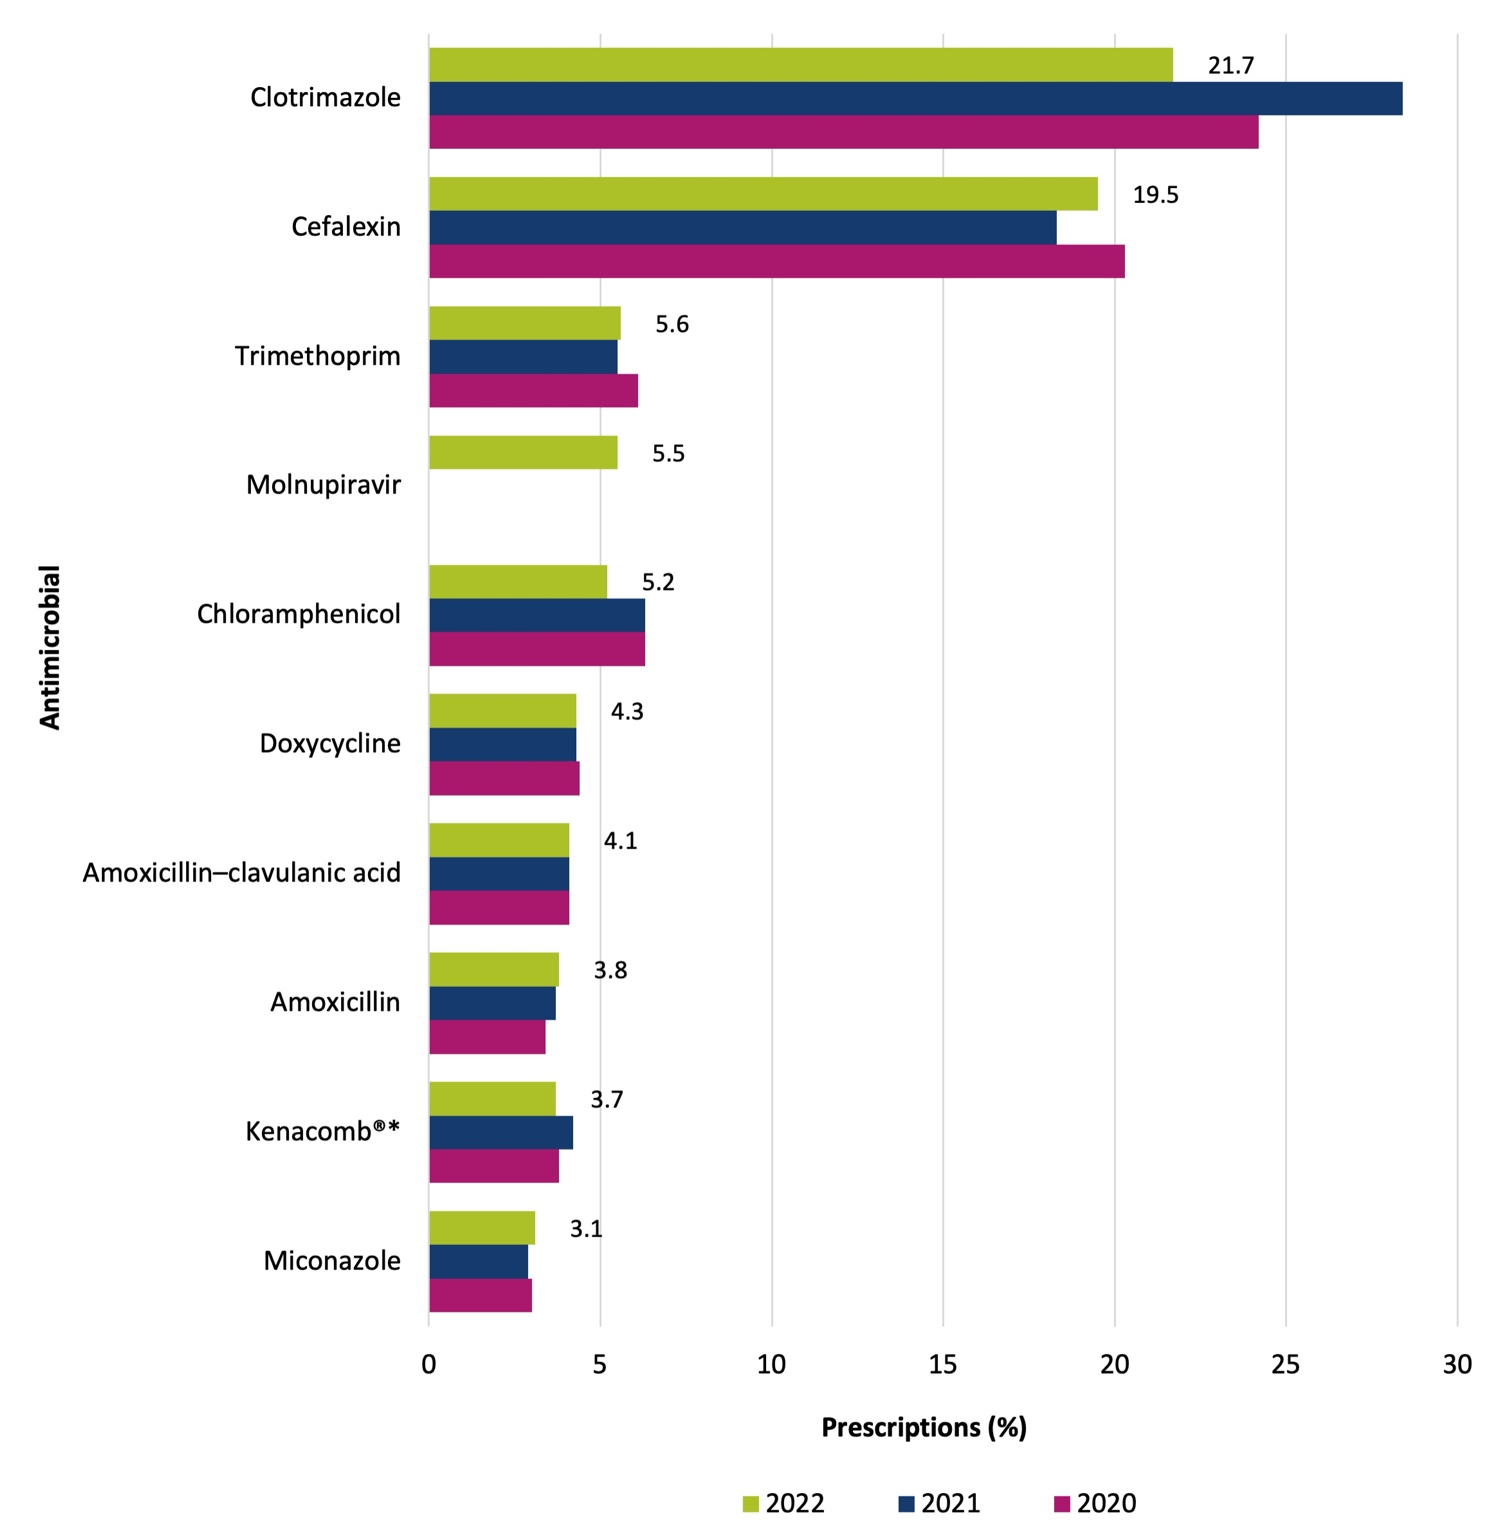 Clotrimazole
21.7
Cefalexin
19.5
Trimethoprim
5.6
Molnupiravir
5.5
Chloramphenicol
5.2
Doxycycline
4.3
Amoxicillin–clavulanic acid
4.1
Amoxicillin
3.8
Kenacomb®*
3.7
Miconazole
3.1
Antimicrobial
0 5 10 15 20 25 30
Prescriptions (%)
2022 2021 2020